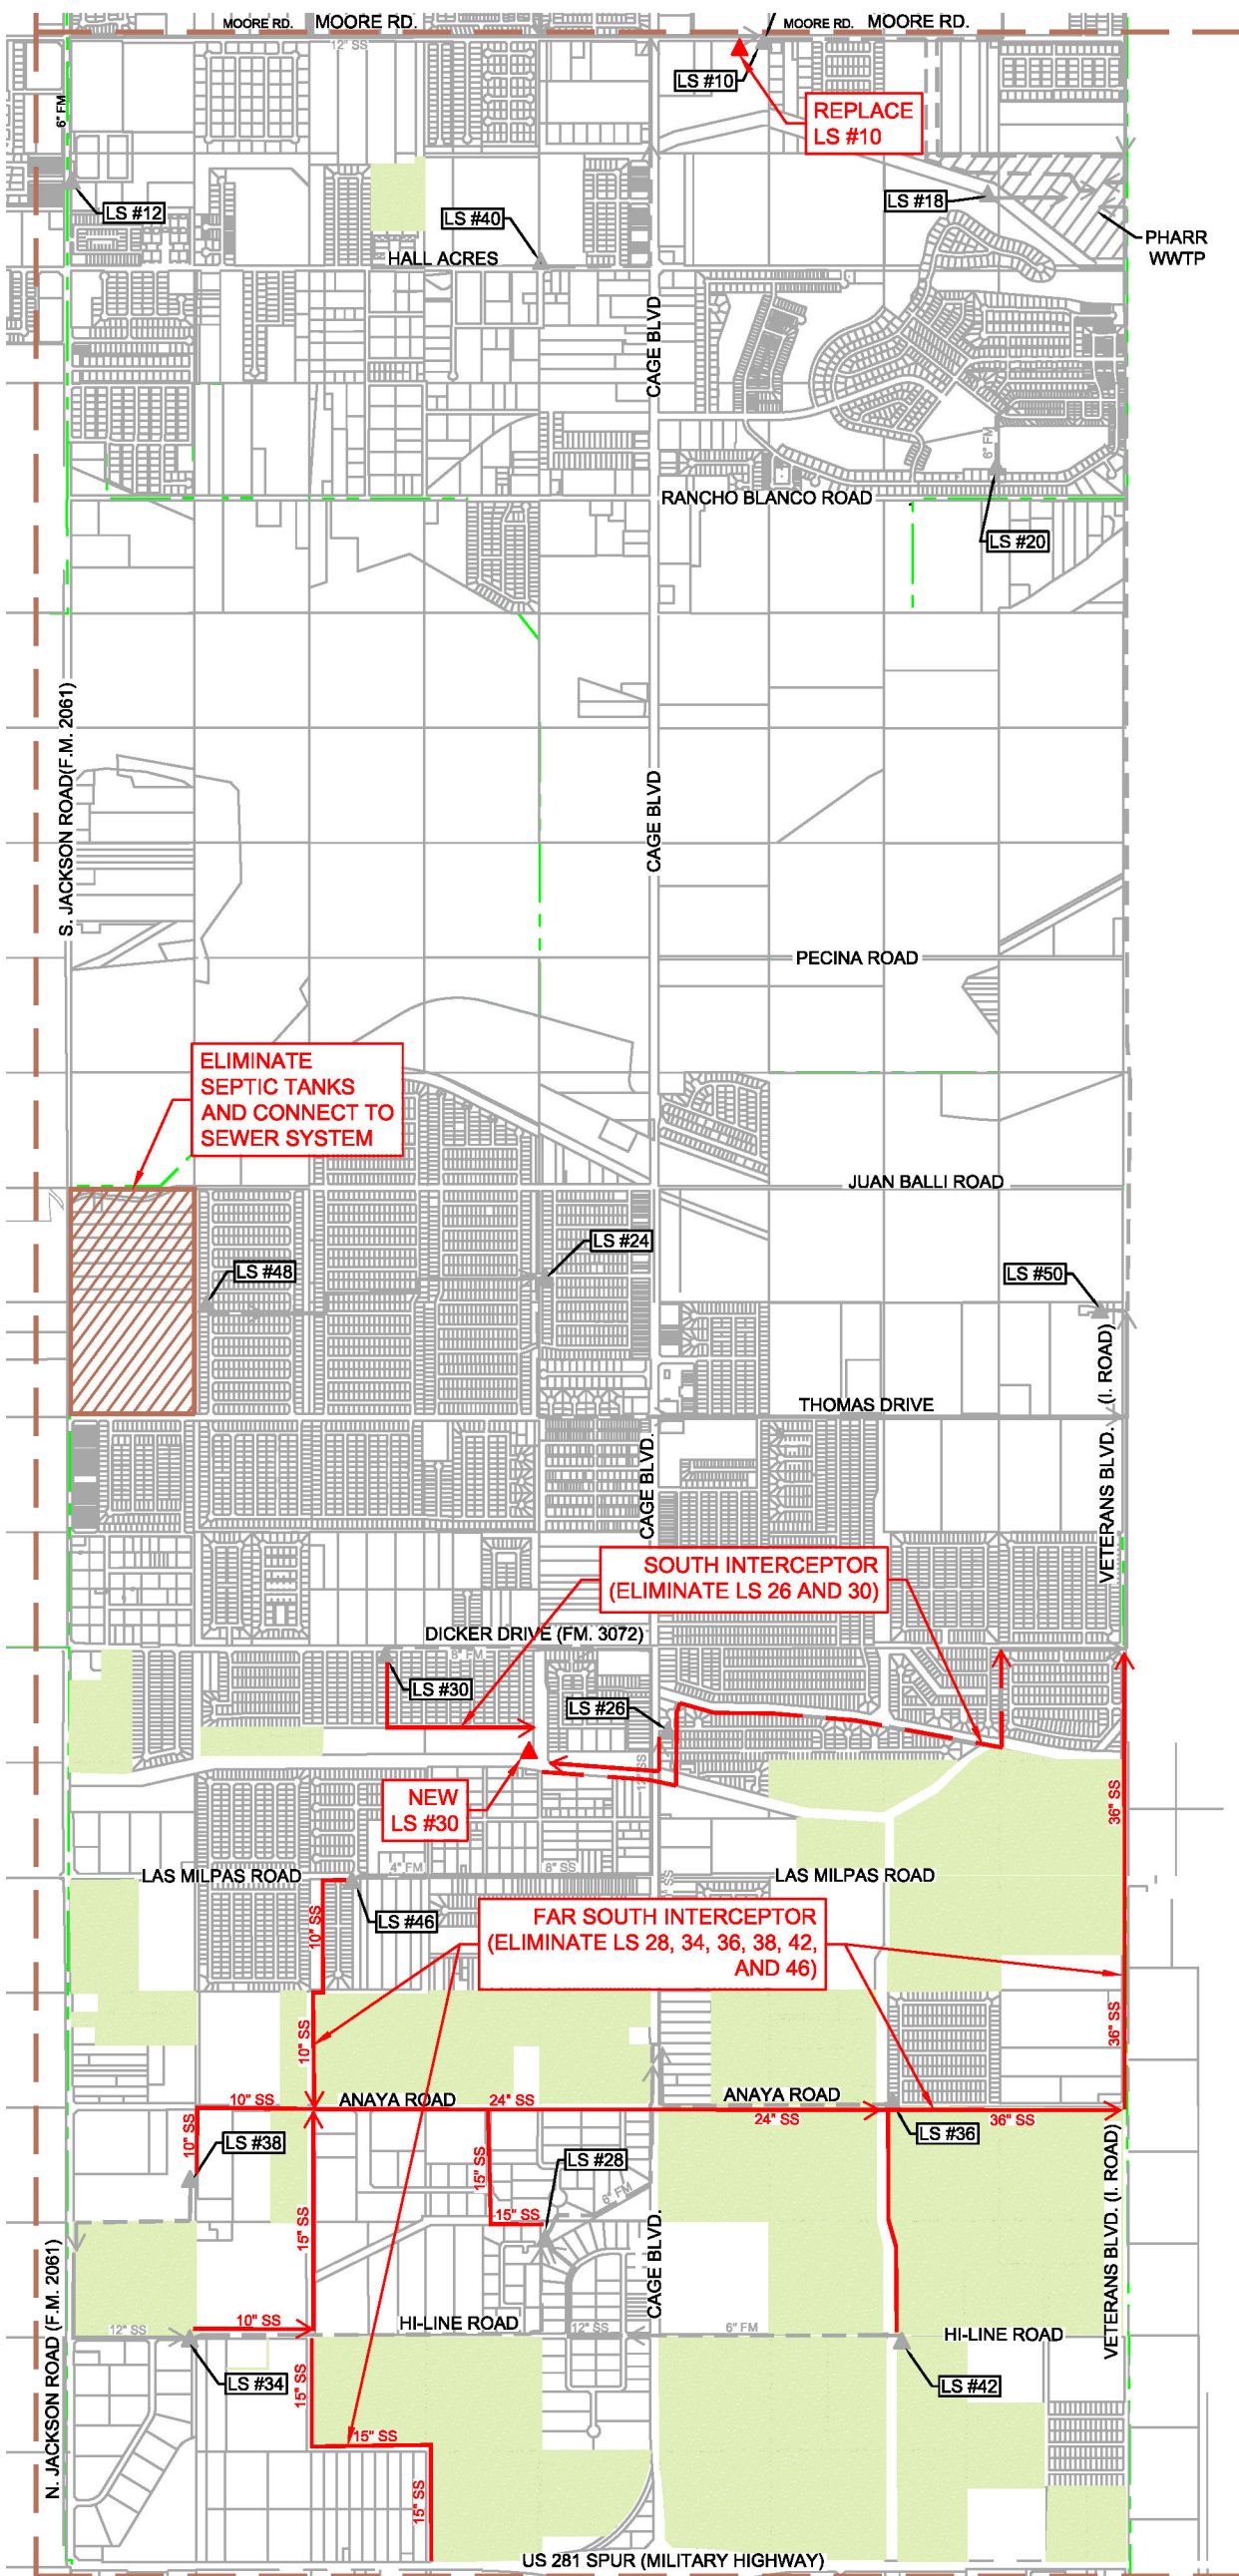 MOORE RD.
MOORE RD.
MOORE RD.
MOORE RD.
12" SS
LS #10
6" FM
REPLACE
LS #10
LS #12
LS #18
LS #40
PHARR
WWTP
HALL ACRES
CAGE BLVD
6" FM
RANCHO BLANCO ROAD
LS #20
S. JACKSON ROAD(F.M. 2061)
CAGE BLVD
PECINA ROAD
ELIMINATE
SEPTIC TANKS
AND CONNECT TO
SEWER SYSTEM
JUAN BALLI ROAD
LS #24
LS #48
LS #50
THOMAS DRIVE
CAGE BLVD.
VETERANS BLVD. (I. ROAD)
SOUTH INTERCEPTOR
(ELIMINATE LS 26 AND 30)
DICKER DRIVE (FM. 3072)
8" FM
LS #30
LS #26
12" SS
NEW
LS #30
36" SS
4" FM
8" SS
LAS MILPAS ROAD
LAS MILPAS ROAD
SS
LS #46
10" SS
FAR SOUTH INTERCEPTOR
(ELIMINATE LS 28, 34, 36, 38, 42,
AND 46)
10" SS
36" SS
10" SS
ANAYA ROAD
24" SS
ANAYA ROAD
24" SS
36" SS
10" SS
LS #38
LS #36
LS #28
15" SS
6" FM
15" SS
15" SS
CAGE BLVD.
VETERANS BLVD. (I. ROAD)
N. JACKSON ROAD (F.M. 2061)
12" SS
10" SS
HI-LINE ROAD
12" SS
6" FM
HI-LINE ROAD
LS #34
15" SS
LS #42
15" SS
15" SS
US 281 SPUR (MILITARY HIGHWAY)